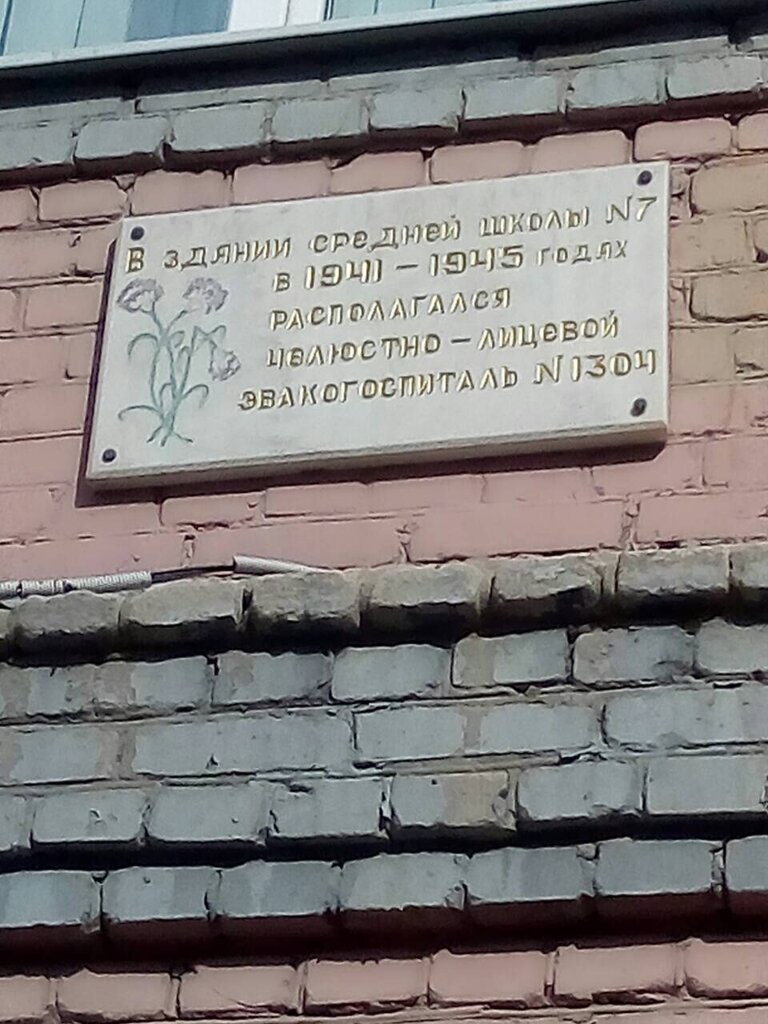 В здании средней школы N7
в 1941 – 1945 годах
располагался
челюстно – лицевой
эвакогоспиталь N1304